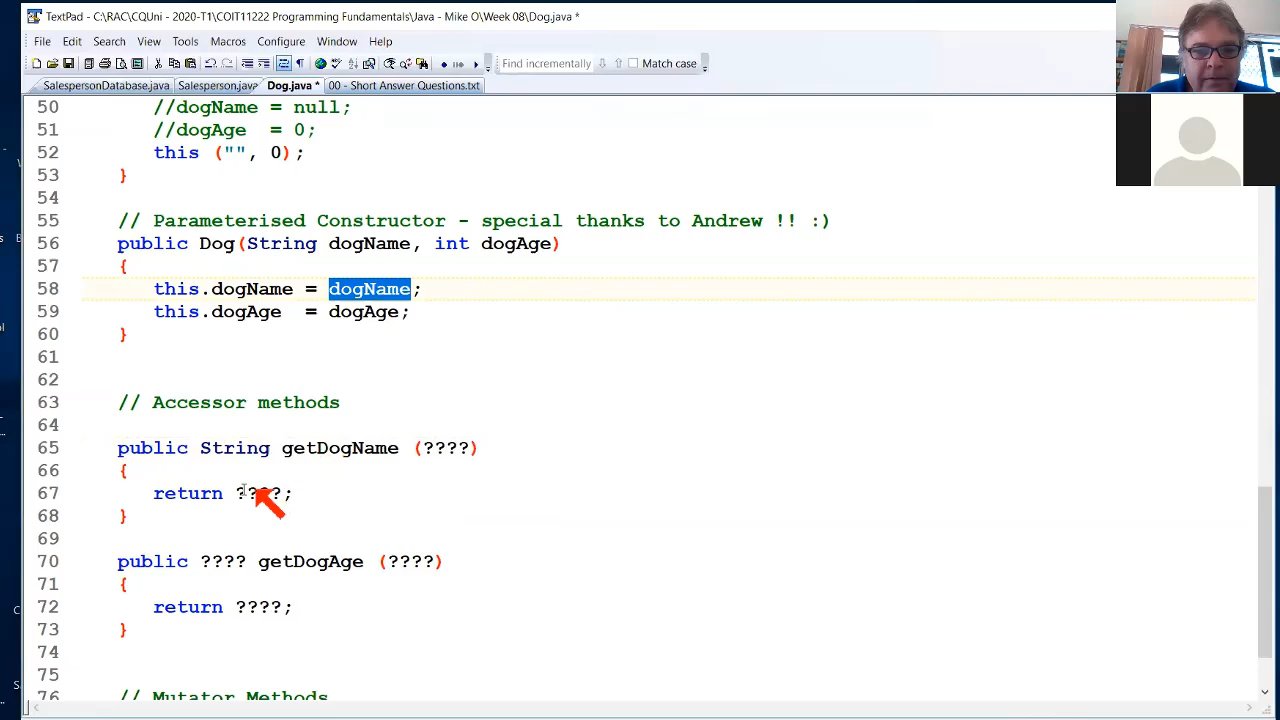 TextPad - C:\RAC\CQUni - 2020-T1\COIT11222 Programming Fundamentals\Java - Mike O\Week 08\Dog.java *
File Edit Search View Tools Macros Configure Window Help
Find incrementally Match case
SalespersonDatabase.java Salesperson.java Dog.java * 00 - Short Answer Questions.txt
50 //dogName = null;
51 //dogAge  = 0;
52 this ("", 0);
53 }
54
55 // Parameterised Constructor - special thanks to Andrew !! :)
56 public Dog(String dogName, int dogAge)
57 {
58 this.dogName = dogName;
59 this.dogAge  = dogAge;
60 }
61
62
63 // Accessor methods
64
65 public String getDogName (????)
66 {
67 return ????;
68 }
69
70 public ???? getDogAge (????)
71 {
72 return ????;
73 }
74
75
76 // Mutator Methods